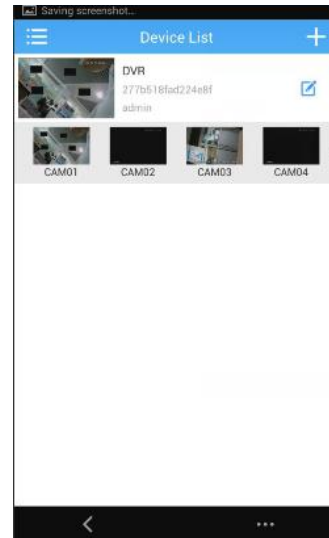 Saving screenshot...
Device List
DVR
277b518fad224e8f
admin
CAM01 CAM02 CAM03 CAM04